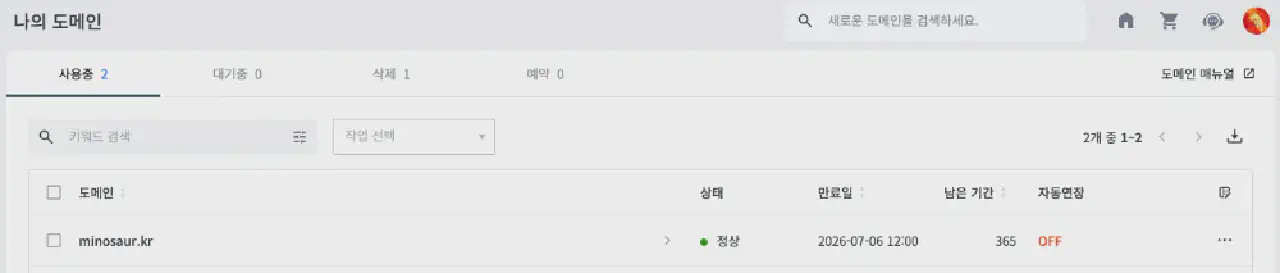 나의 도메인
새로운 도메인을 검색하세요.
사용중 2 대기중 0 삭제 1 예약 0 도메인 매뉴얼
키워드 검색 작업 선택 2개 중 1-2
도메인 상태 만료일 남은 기간 자동연장
minosaur.kr 정상 2026-07-06 12:00 365 OFF ...